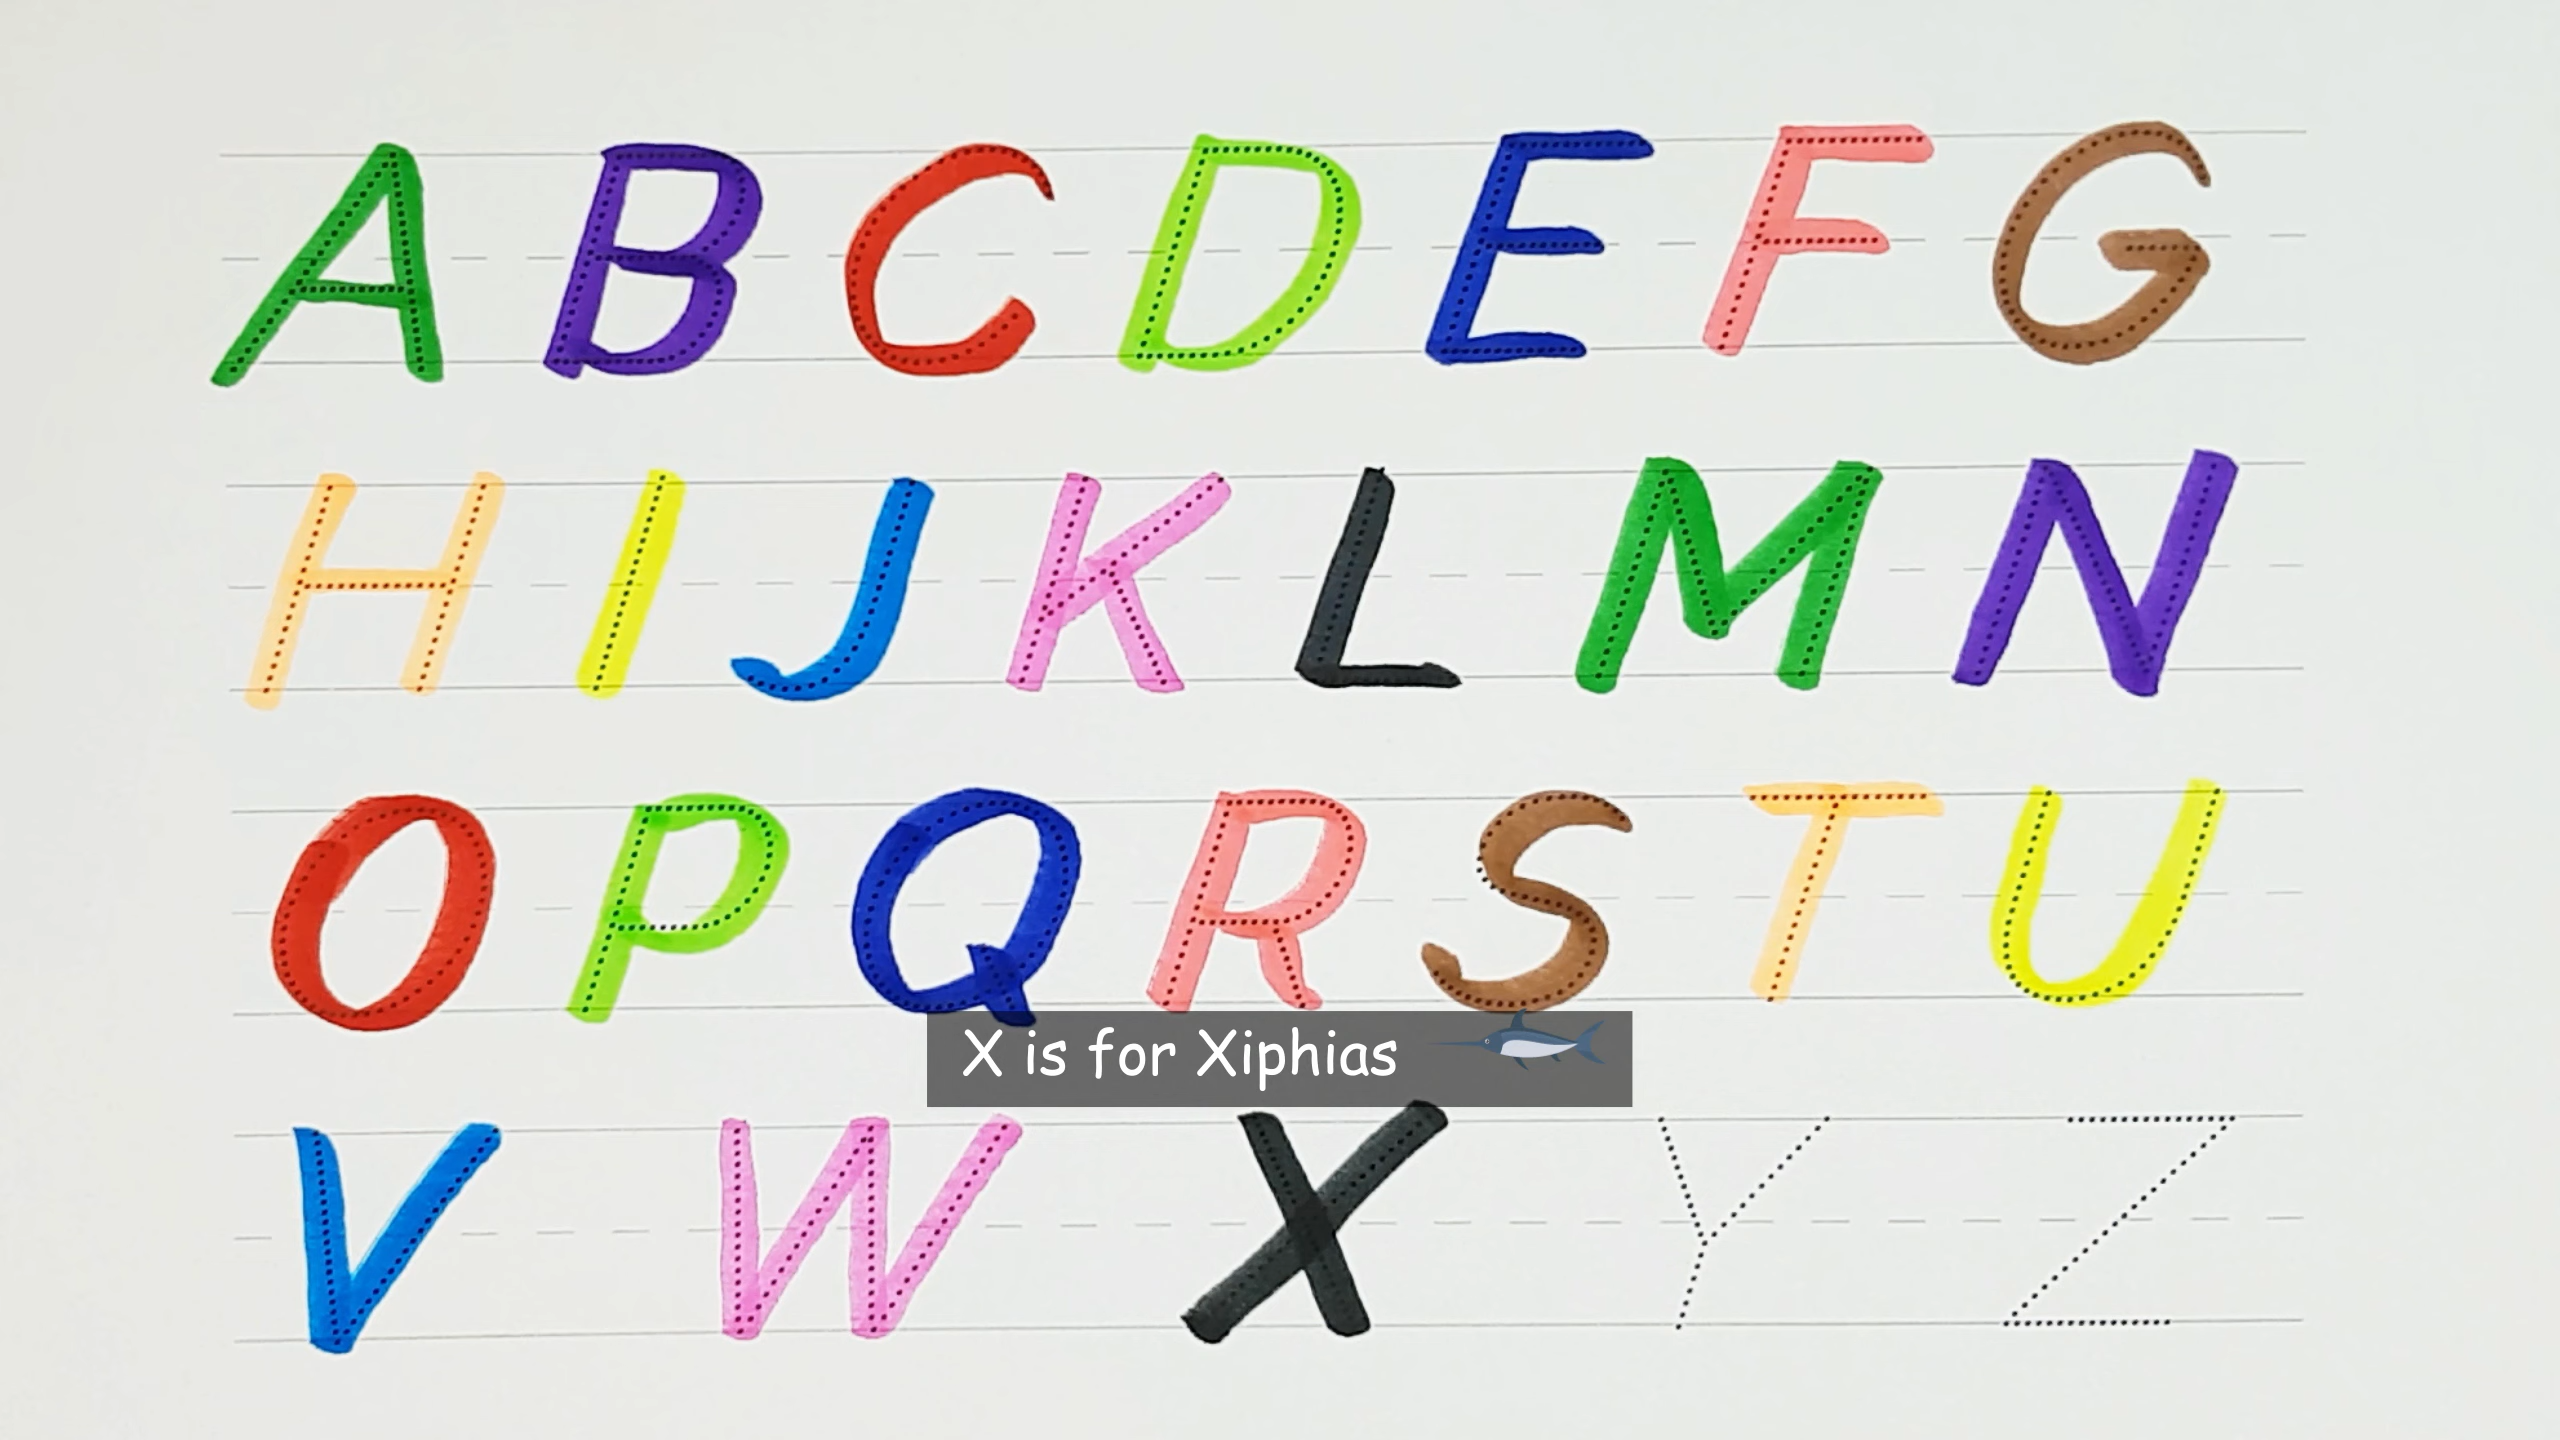 A B C D E F G
H I J K L M N
O P Q R S T U
X is for Xiphias
V W X Y Z